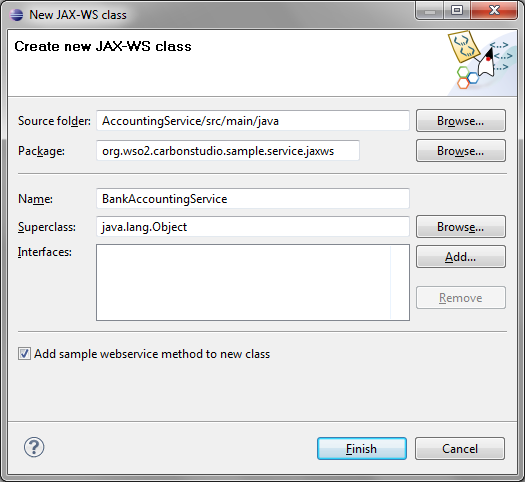 New JAX-WS class
Create new JAX-WS class
Source folder: AccountingService/src/main/java Browse...
Package: org.wso2.carbonstudio.sample.service.jaxws Browse...
Name: BankAccountingService
Superclass: java.lang.Object Browse...
Interfaces: Add...
Remove
Add sample webservice method to new class
? Finish Cancel